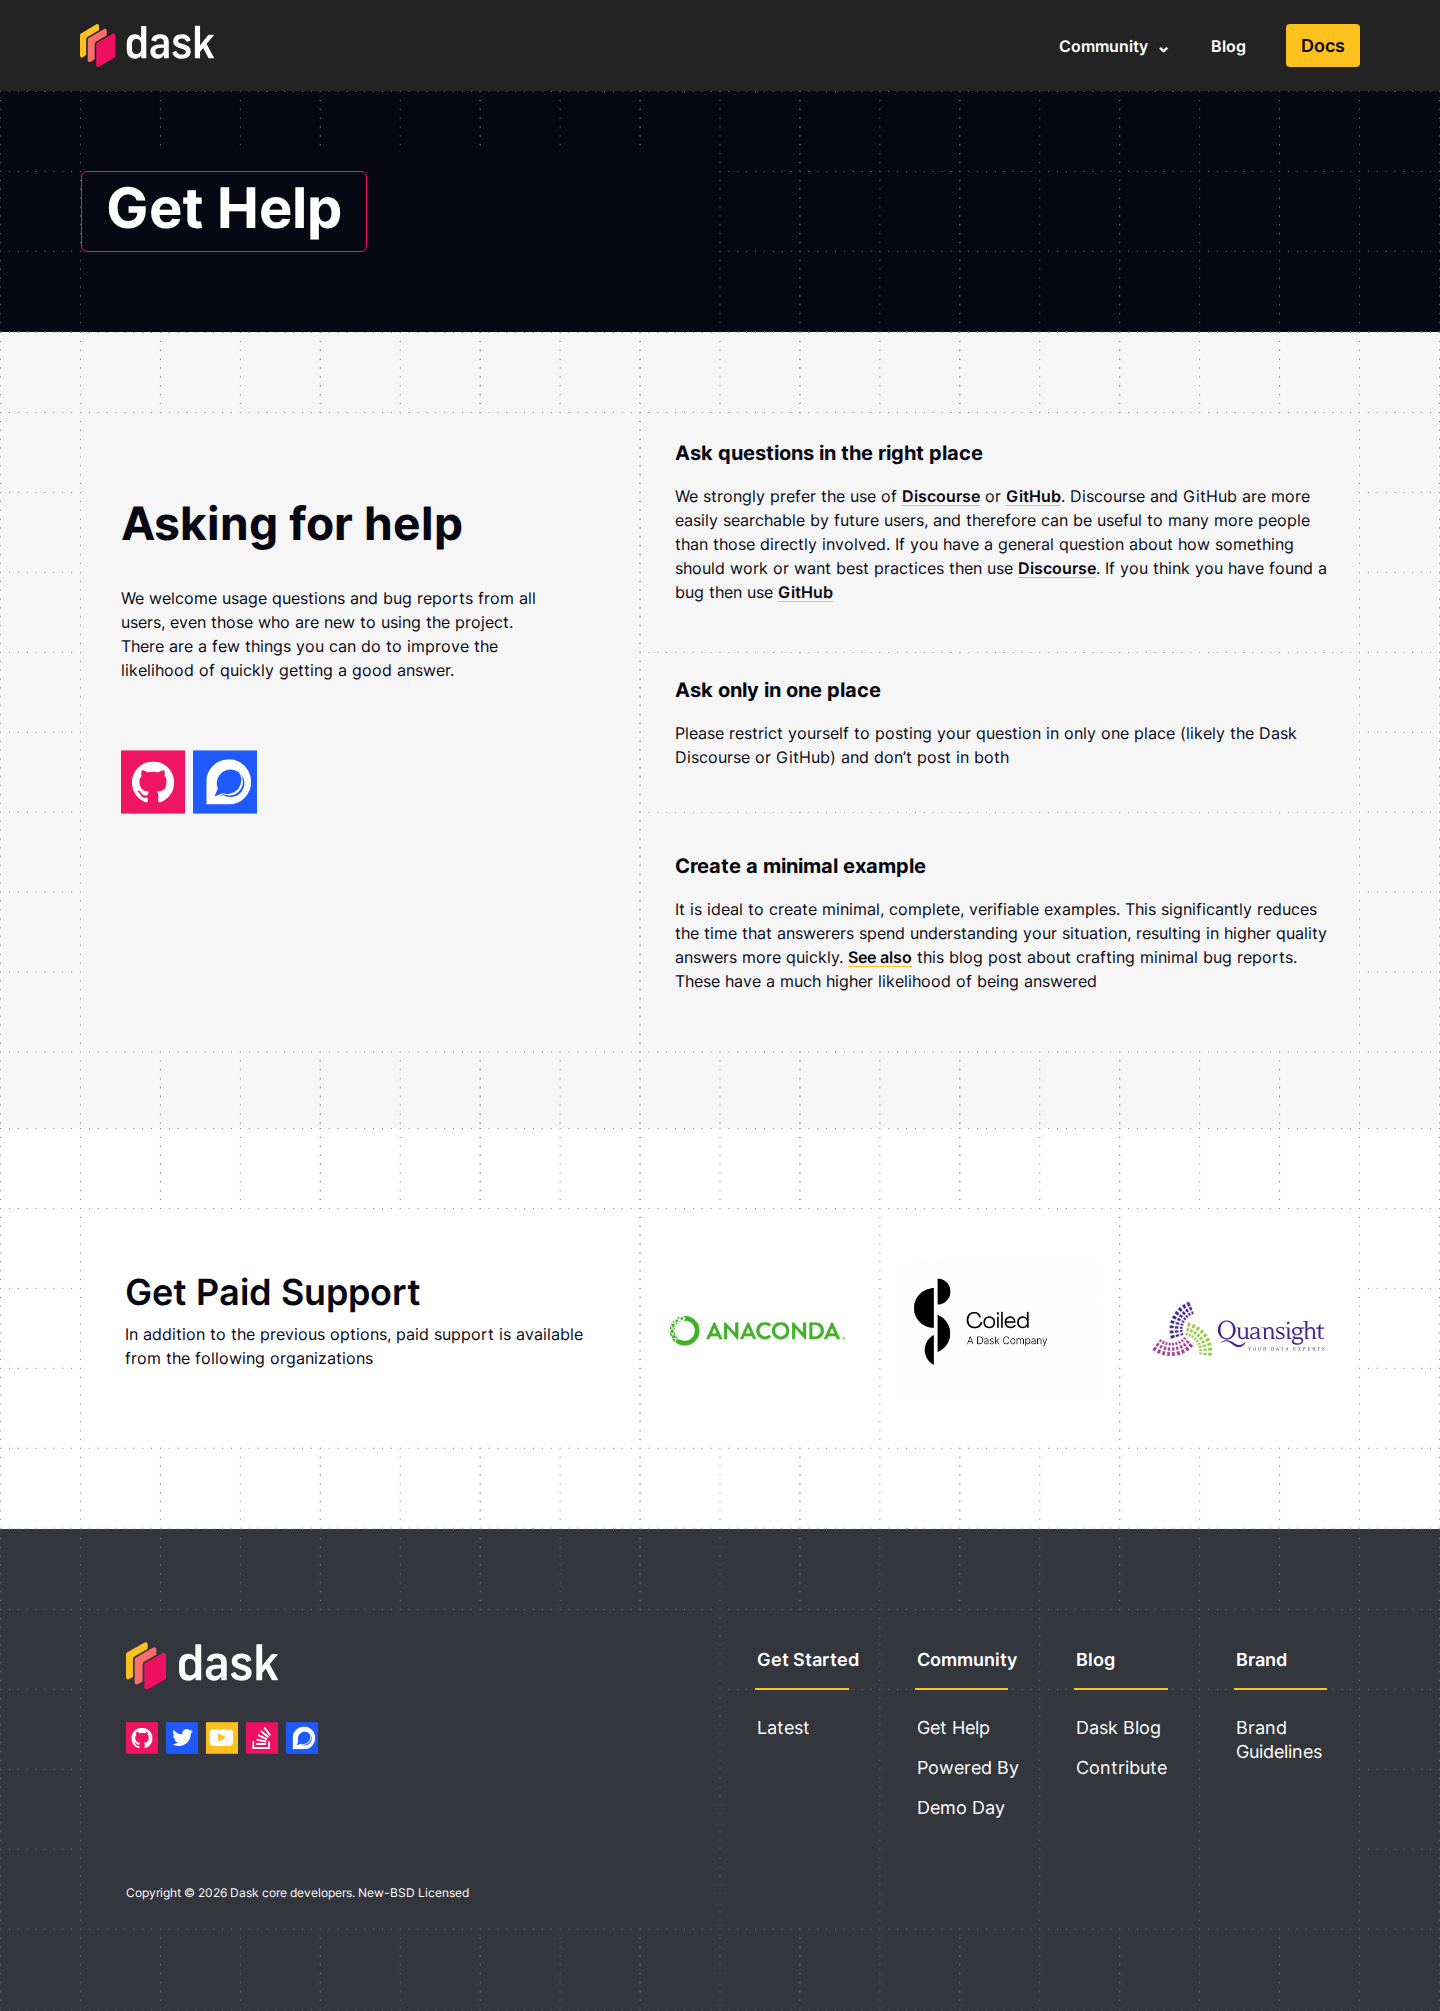 dask
Community
Blog
Docs
Get Help
Asking for help
We welcome usage questions and bug reports from all
users, even those who are new to using the project.
There are a few things you can do to improve the
likelihood of quickly getting a good answer.
Ask questions in the right place
We strongly prefer the use of Discourse or GitHub. Discourse and GitHub are more
easily searchable by future users, and therefore can be useful to many more people
than those directly involved. If you have a general question about how something
should work or want best practices then use Discourse. If you think you have found a
bug then use GitHub
Ask only in one place
Please restrict yourself to posting your question in only one place (likely the Dask
Discourse or GitHub) and don’t post in both
Create a minimal example
It is ideal to create minimal, complete, verifiable examples. This significantly reduces
the time that answerers spend understanding your situation, resulting in higher quality
answers more quickly. See also this blog post about crafting minimal bug reports.
These have a much higher likelihood of being answered
Get Paid Support
In addition to the previous options, paid support is available
from the following organizations
ANACONDA®
Coiled
A Dask Company
Quansight
YOUR DATA EXPERTS
dask
Get Started
Latest
Community
Get Help
Powered By
Demo Day
Blog
Dask Blog
Contribute
Brand
Brand
Guidelines
Copyright © 2026 Dask core developers. New-BSD Licensed